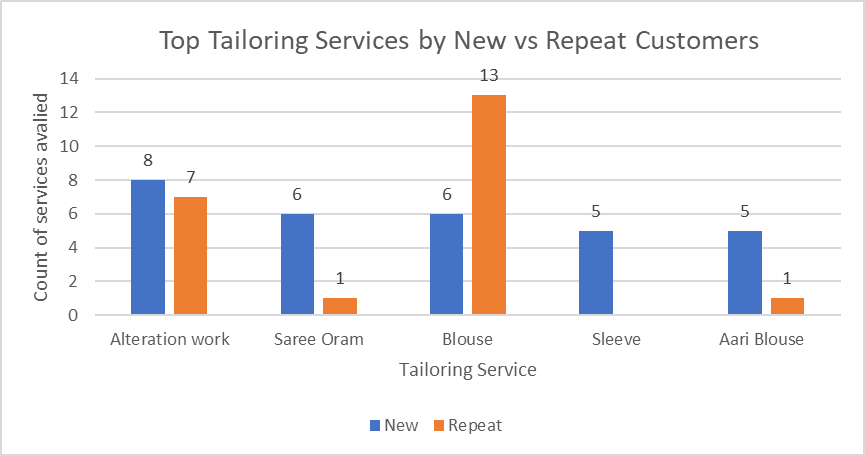 Top Tailoring Services by New vs Repeat Customers
Count of services avalied
14
12
10
8
6
4
2
0
8
7
6
1
6
13
5
5
1
Alteration work
Saree Oram
Blouse
Sleeve
Aari Blouse
Tailoring Service
New
Repeat